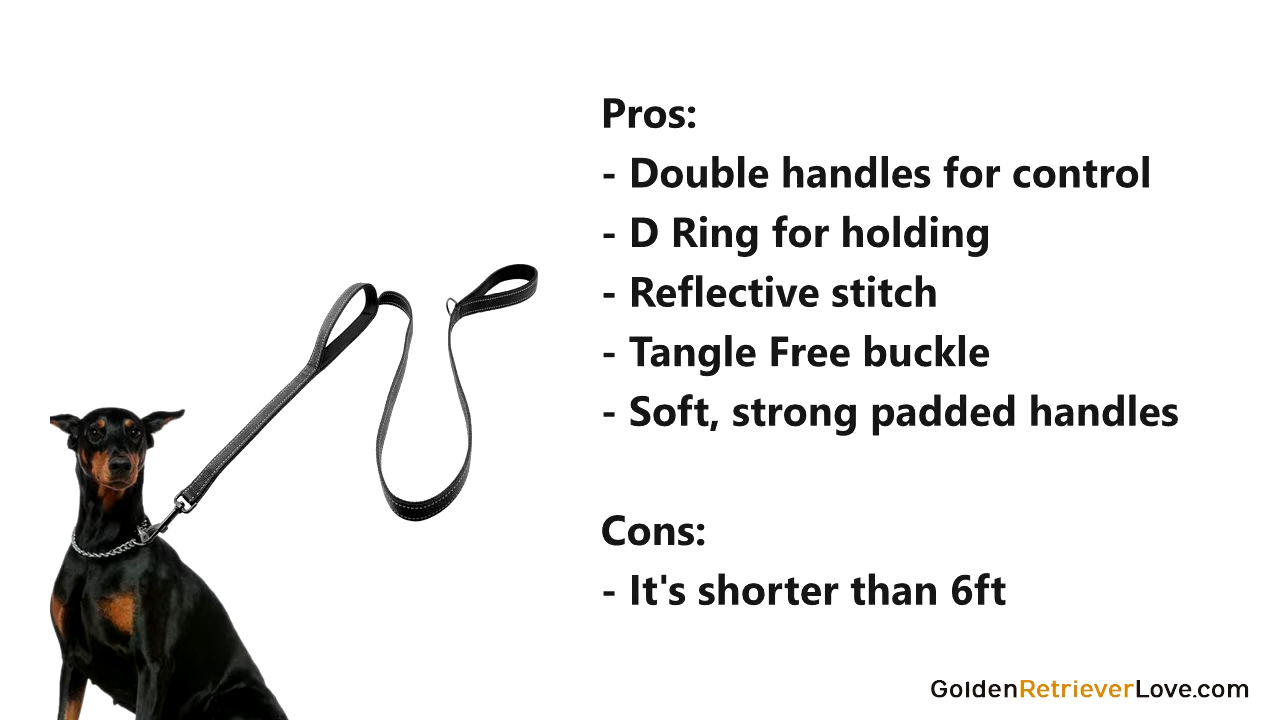 Pros:
- Double handles for control
- D Ring for holding
- Reflective stitch
- Tangle Free buckle
- Soft, strong padded handles
Cons:
- It's shorter than 6ft
GoldenRetrieverLove.com